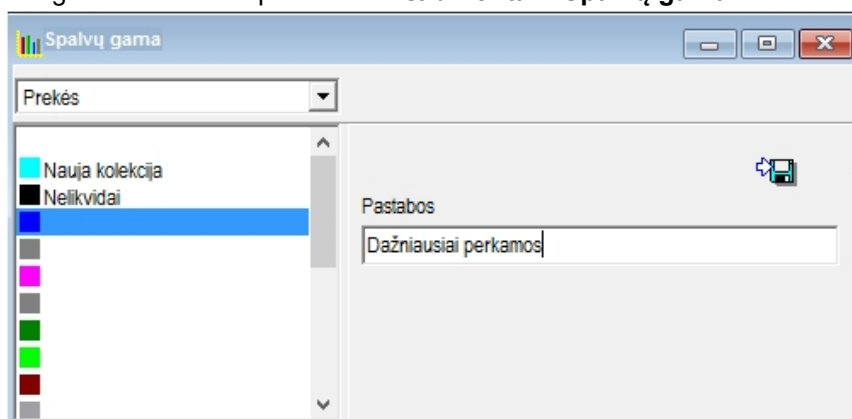 Spalvų gama
Prekės
Nauja kolekcija
Nelikvidai
Pastabos
Dažniausiai perkamos